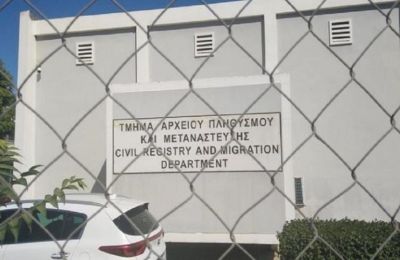 ΤΜΗΜΑ ΑΡΧΕΙΟΥ ΠΛΗΘΥΣΜΟΥ
ΚΑΙ ΜΕΤΑΝΑΣΤΕΥΣΗΣ
CIVIL REGISTRY AND MIGRATION
DEPARTMENT